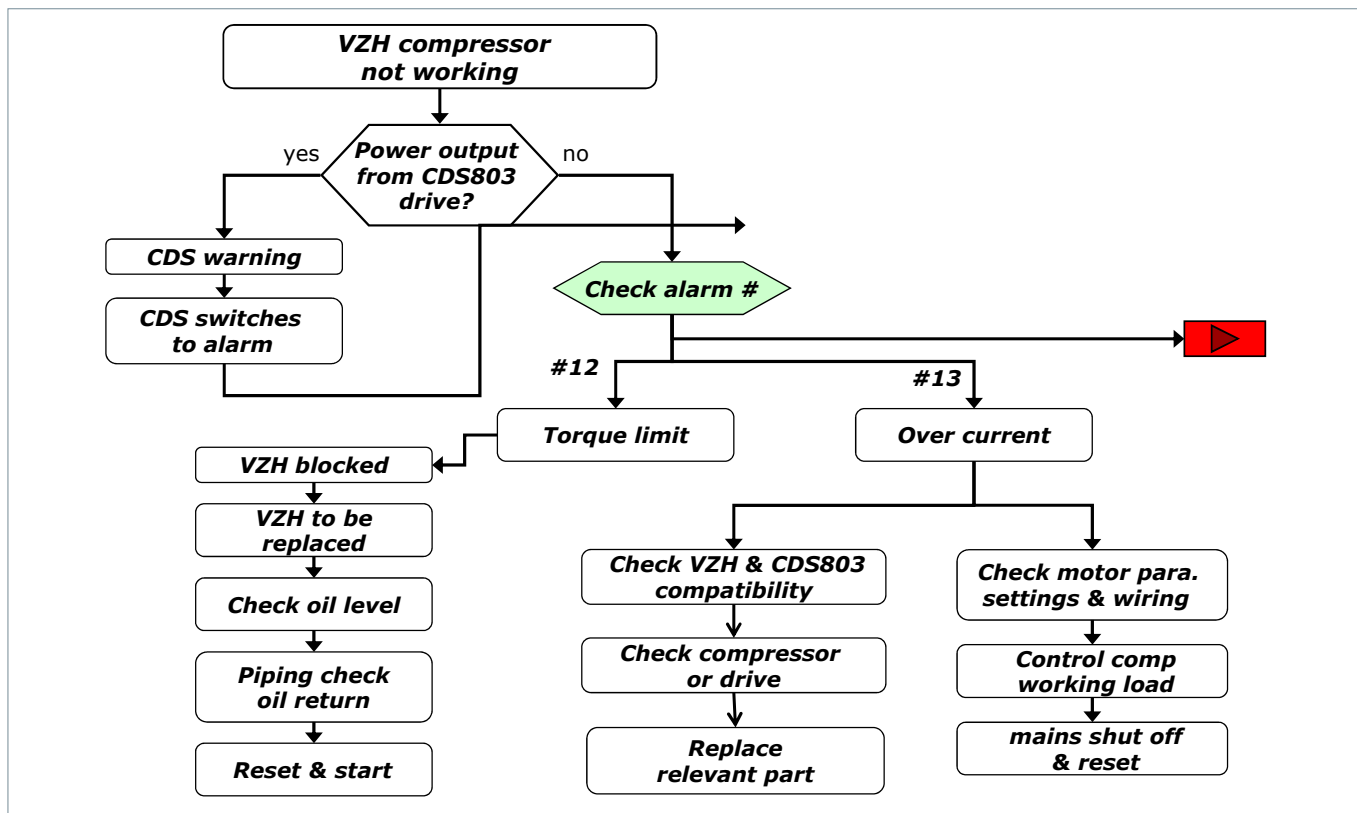 VZH compressor
not working
yes
Power output
from CDS803
drive?
no
CDS warning
CDS switches
to alarm
Check alarm #
#12
#13
Torque limit
Over current
VZH blocked
VZH to be
replaced
Check oil level
Piping check
oil return
Reset & start
Check VZH & CDS803
compatibility
Check compressor
or drive
Replace
relevant part
Check motor para.
settings & wiring
Control comp
working load
mains shut off
& reset